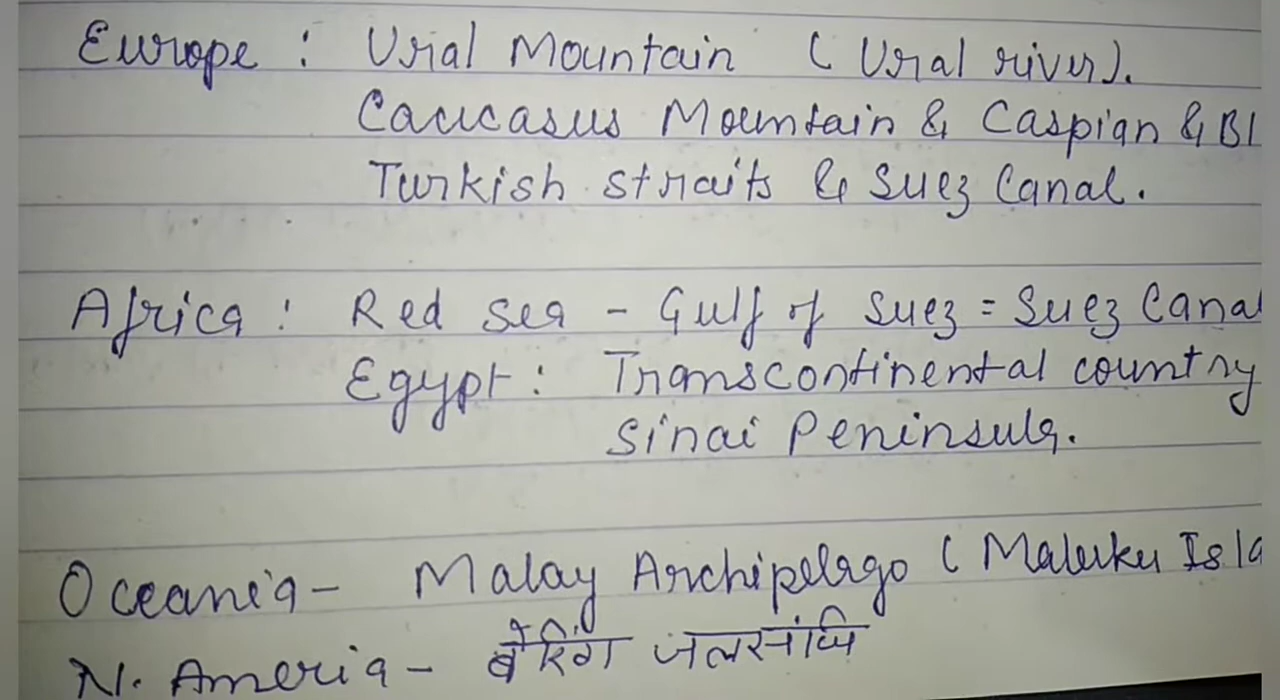 Europe : Ural Mountain ( Ural river).
Caucasus Mountain & Caspian & Bl
Turkish straits & Suez Canal.
Africa : Red sea - Gulf of Suez = Suez Canal
Egypt : Transcontinental country
Sinai Peninsula.
Oceania - Malay Archipelago ( Maluku Isla
N. Ameria - बेरिंग जलसंधि